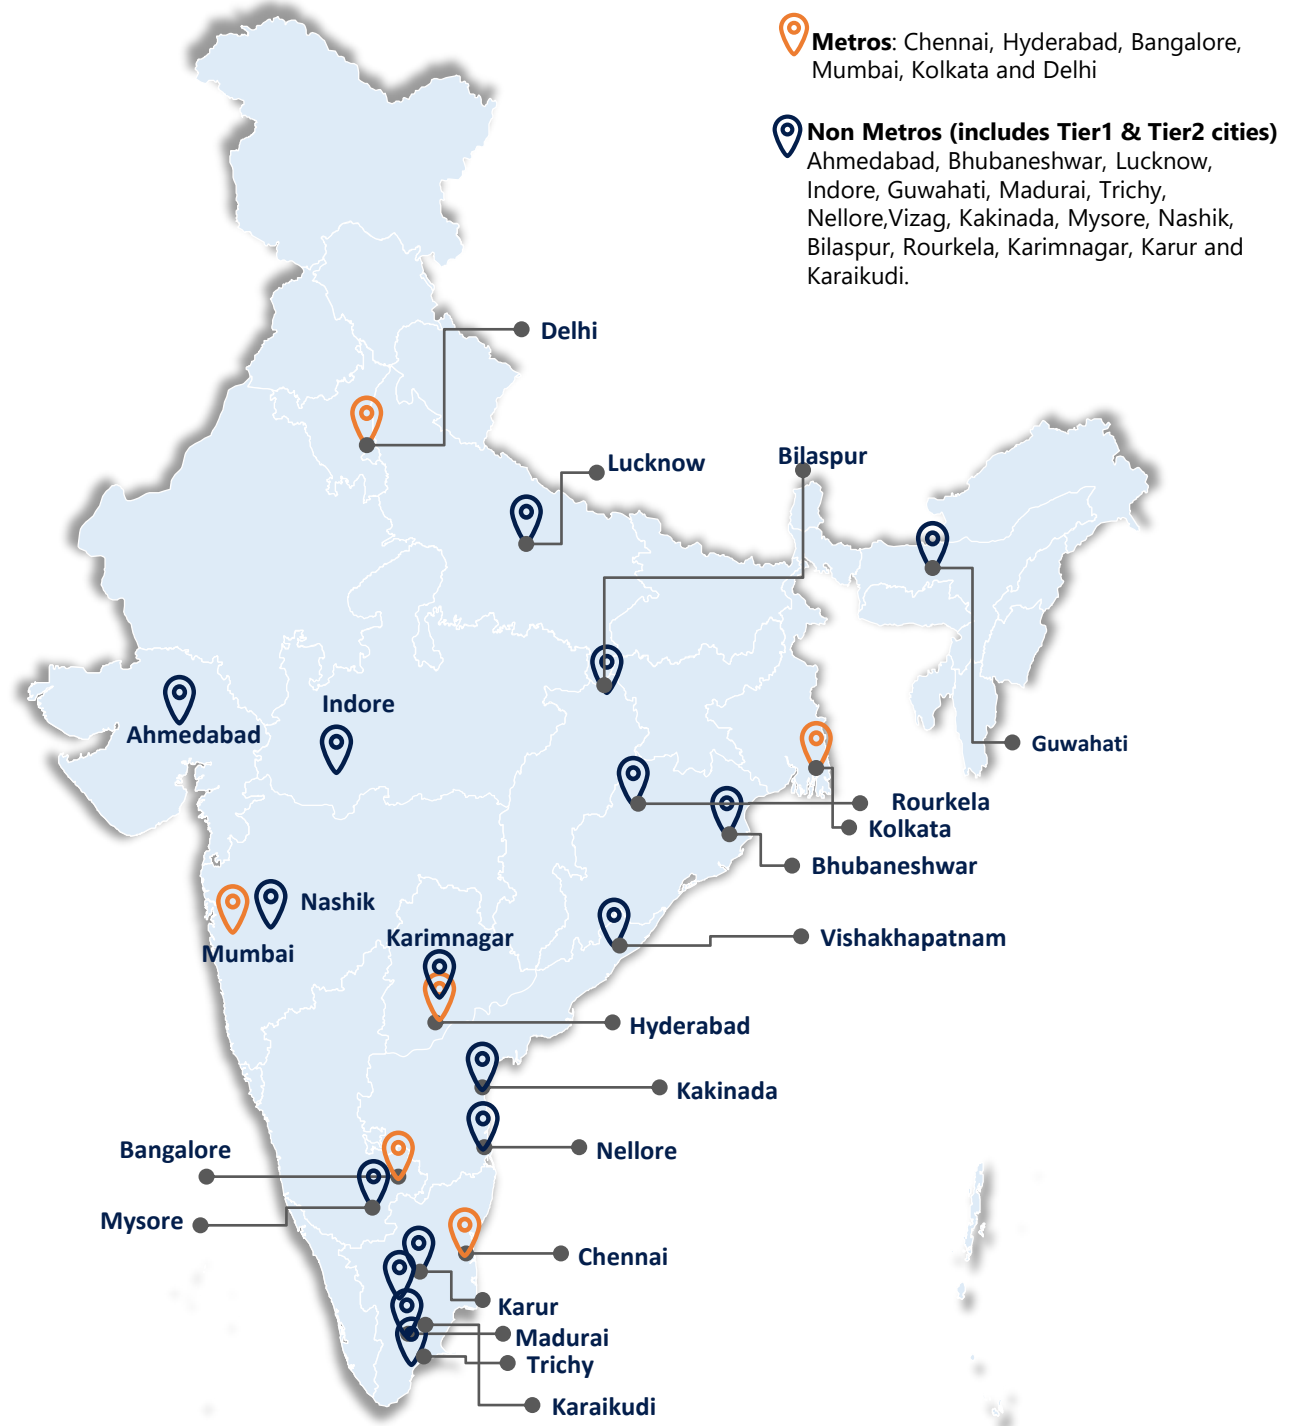 Metros: Chennai, Hyderabad, Bangalore,
Mumbai, Kolkata and Delhi
Non Metros (includes Tier1 & Tier2 cities)
Ahmedabad, Bhubaneshwar, Lucknow,
Indore, Guwahati, Madurai, Trichy,
Nellore,Vizag, Kakinada, Mysore, Nashik,
Bilaspur, Rourkela, Karimnagar, Karur and
Karaikudi.
Delhi
Lucknow
Bilaspur
Indore
Ahmedabad
Guwahati
Rourkela
Kolkata
Bhubaneshwar
Nashik
Vishakhapatnam
Karimnagar
Mumbai
Hyderabad
Kakinada
Bangalore
Nellore
Mysore
Chennai
Karur
Madurai
Trichy
Karaikudi